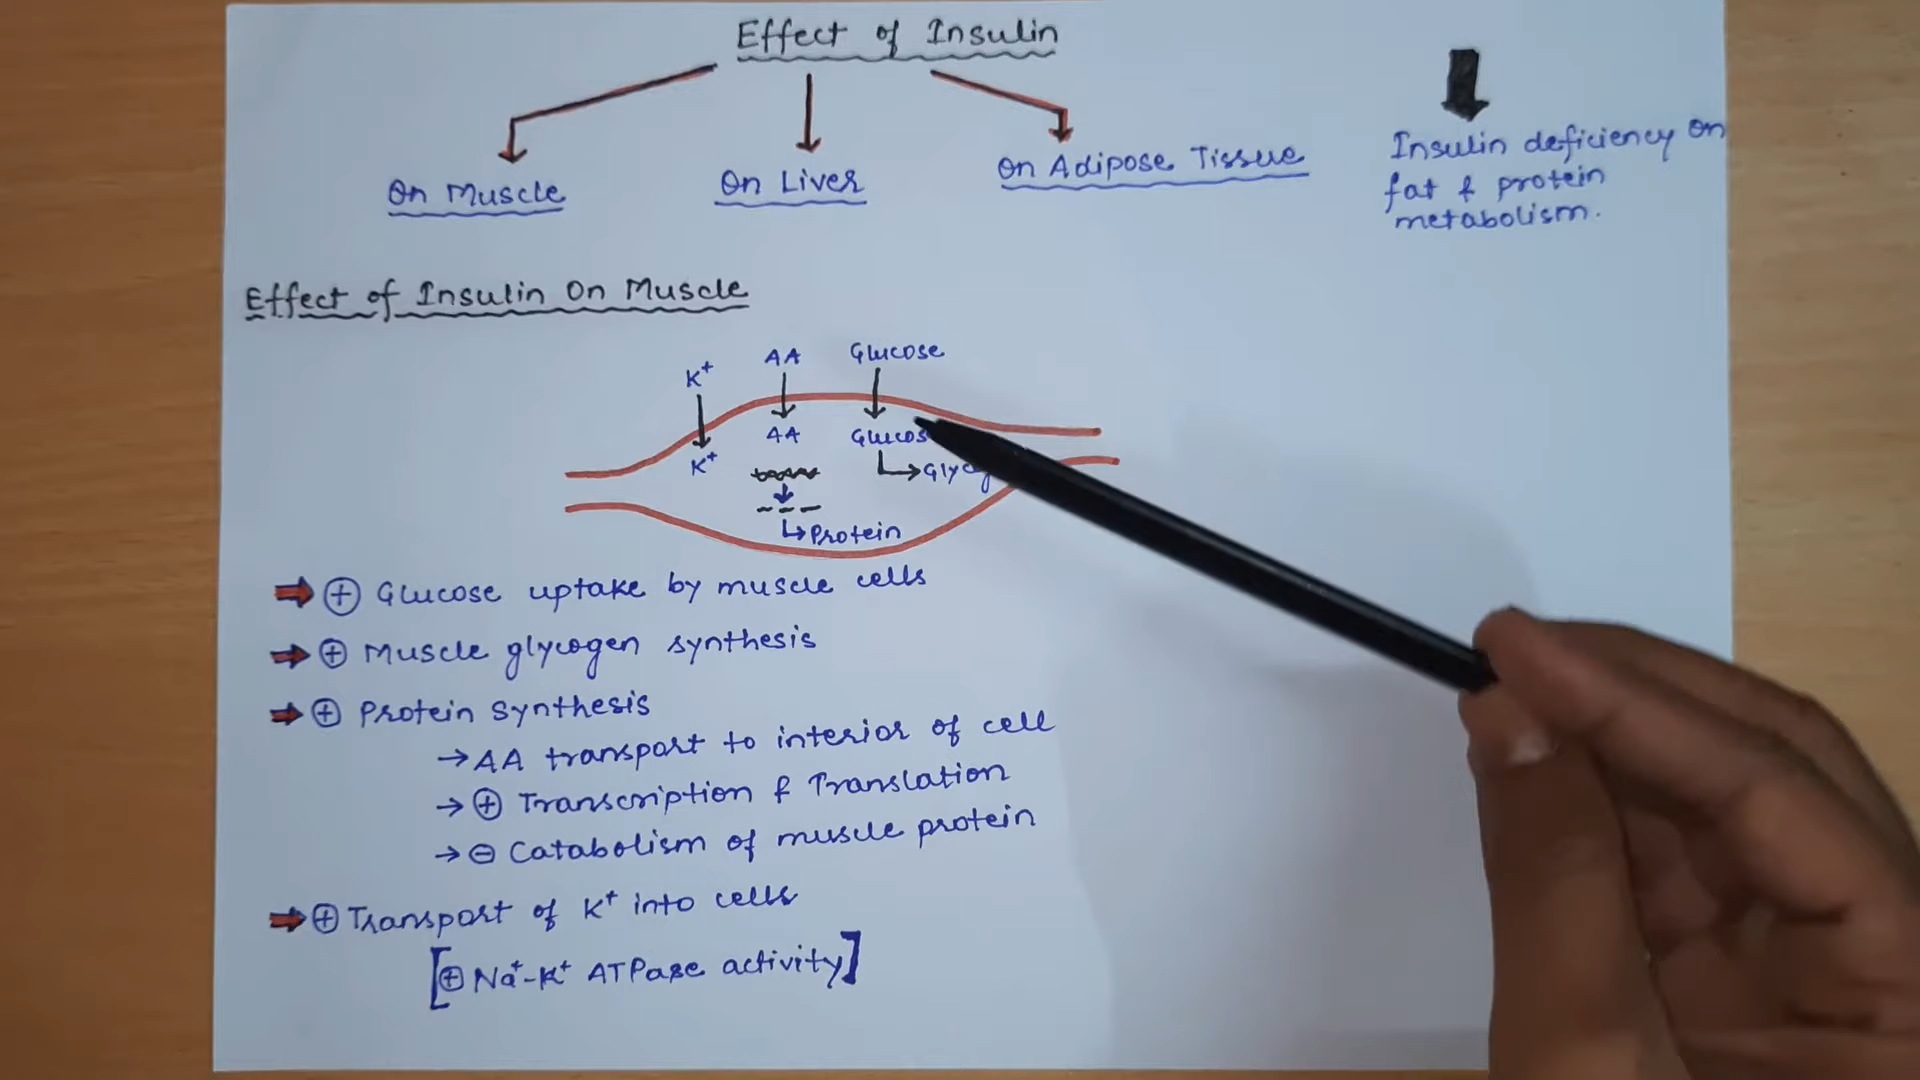 Effect of Insulin
On Muscle
On Liver
On Adipose Tissue
Insulin deficiency on
fat & protein
metabolism.
Effect of Insulin On Muscle
K+ AA Glucose
K+ AA
Protein
⊕ Glucose uptake by muscle cells
⊕ Muscle glycogen synthesis
⊕ Protein synthesis
→ AA transport to interior of cell
→ ⊕ Transcription & Translation
→ ⊖ Catabolism of muscle protein
⊕ Transport of K+ into cells
[⊕ Na+-K+ ATPase activity]